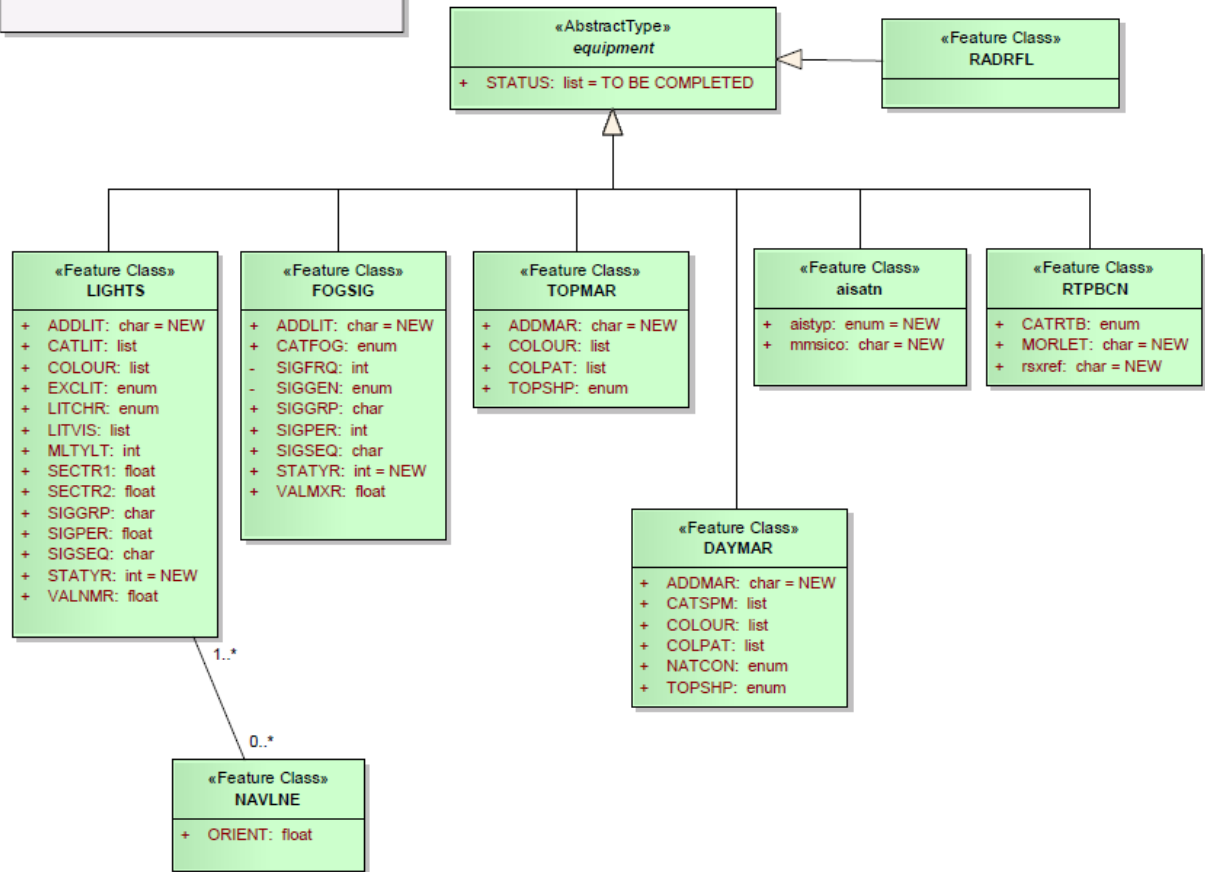 «AbstractType»
equipment
+ STATUS: list = TO BE COMPLETED
«Feature Class»
RADRFL
«Feature Class»
LIGHTS
+ ADDLIT: char = NEW
+ CATLIT: list
+ COLOUR: list
+ EXCLIT: enum
+ LITCHR: enum
+ LITVIS: list
+ MLTYLT: int
+ SECTR1: float
+ SECTR2: float
+ SIGGRP: char
+ SIGPER: float
+ SIGSEQ: char
+ STATYR: int = NEW
+ VALNMR: float
«Feature Class»
FOGSIG
+ ADDLIT: char = NEW
+ CATFOG: enum
- SIGFRQ: int
- SIGGEN: enum
+ SIGGRP: char
+ SIGPER: int
+ SIGSEQ: char
+ STATYR: int = NEW
+ VALMXR: float
«Feature Class»
TOPMAR
+ ADDMAR: char = NEW
+ COLOUR: list
+ COLPAT: list
+ TOPSHP: enum
«Feature Class»
aisatn
+ aistyp: enum = NEW
+ mmsico: char = NEW
«Feature Class»
RTPBCN
+ CATRTB: enum
+ MORLET: char = NEW
+ rsxref: char = NEW
«Feature Class»
DAYMAR
+ ADDMAR: char = NEW
+ CATSPM: list
+ COLOUR: list
+ COLPAT: list
+ NATCON: enum
+ TOPSHP: enum
1..*
0..*
«Feature Class»
NAVLNE
+ ORIENT: float